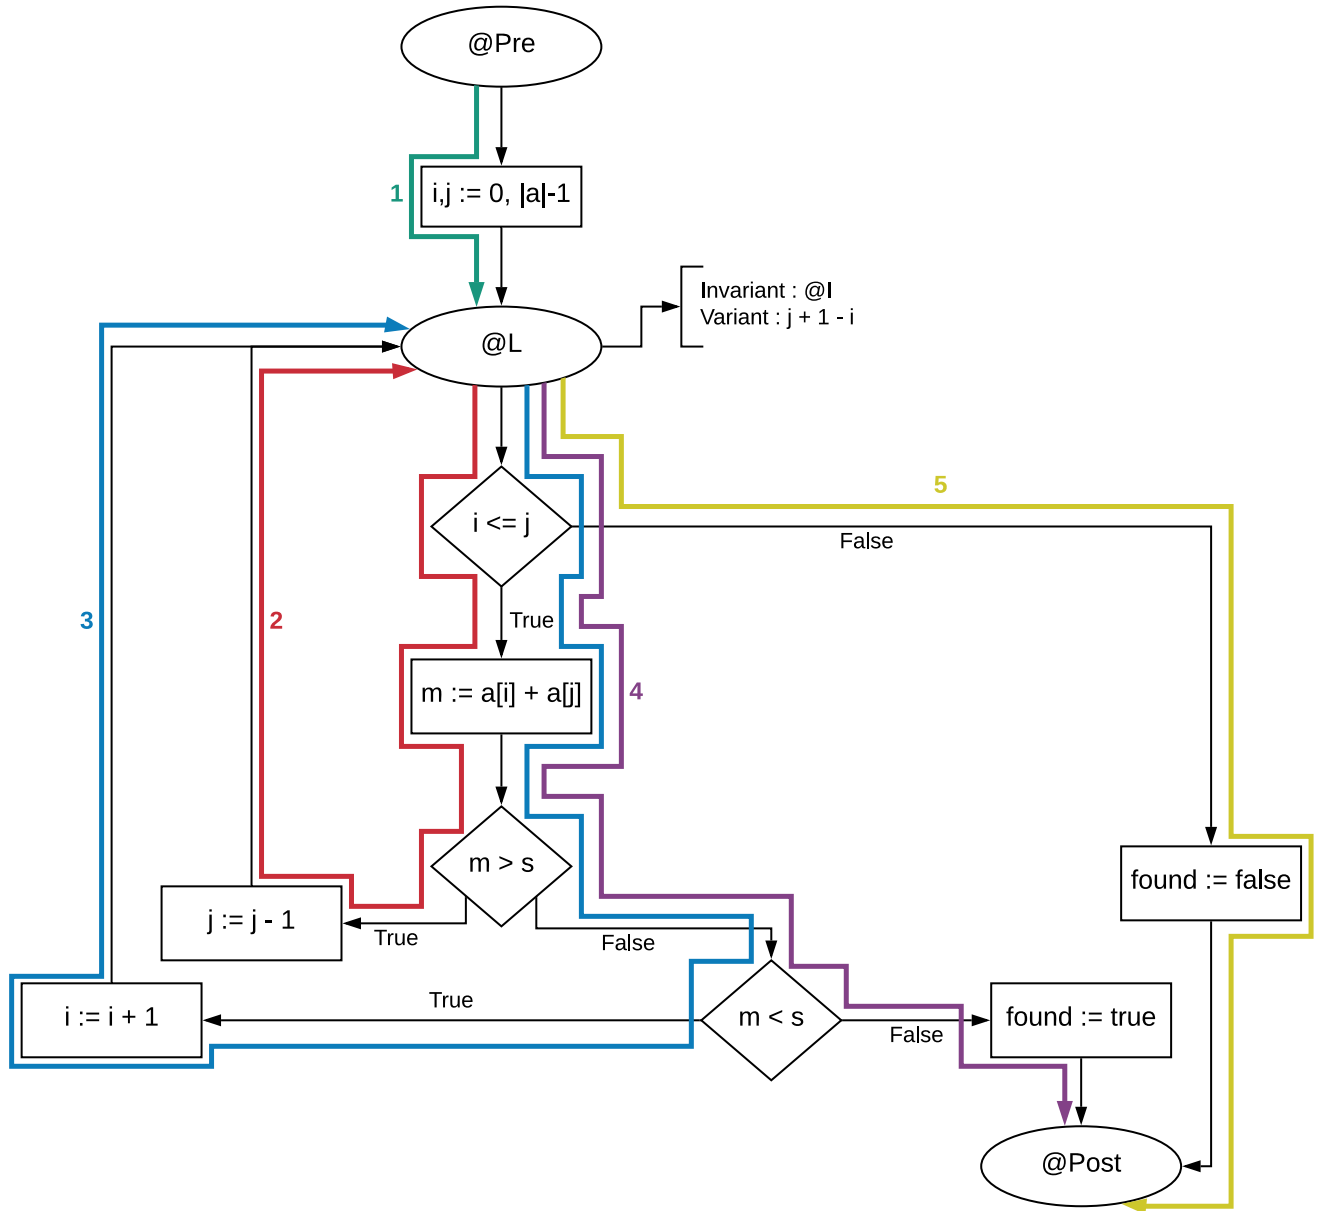 @Pre
1
i,j := 0, |a|-1
Invariant : @I
Variant : j + 1 - i
@L
5
i <= j
False
3
2
True
4
m := a[i] + a[j]
m > s
found := false
j := j - 1
True
False
True
i := i + 1
m < s
False
found := true
@Post